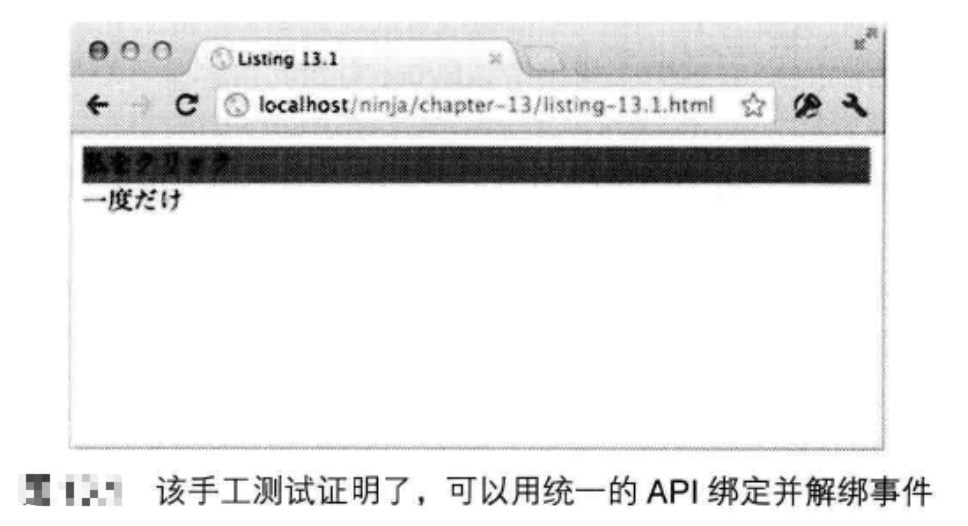 Listing 13.1
localhost/ninja/chapter-13/listing-13.1.html
私をクリック
一度だけ
该手工测试证明了，可以用统一的 API 绑定并解绑事件